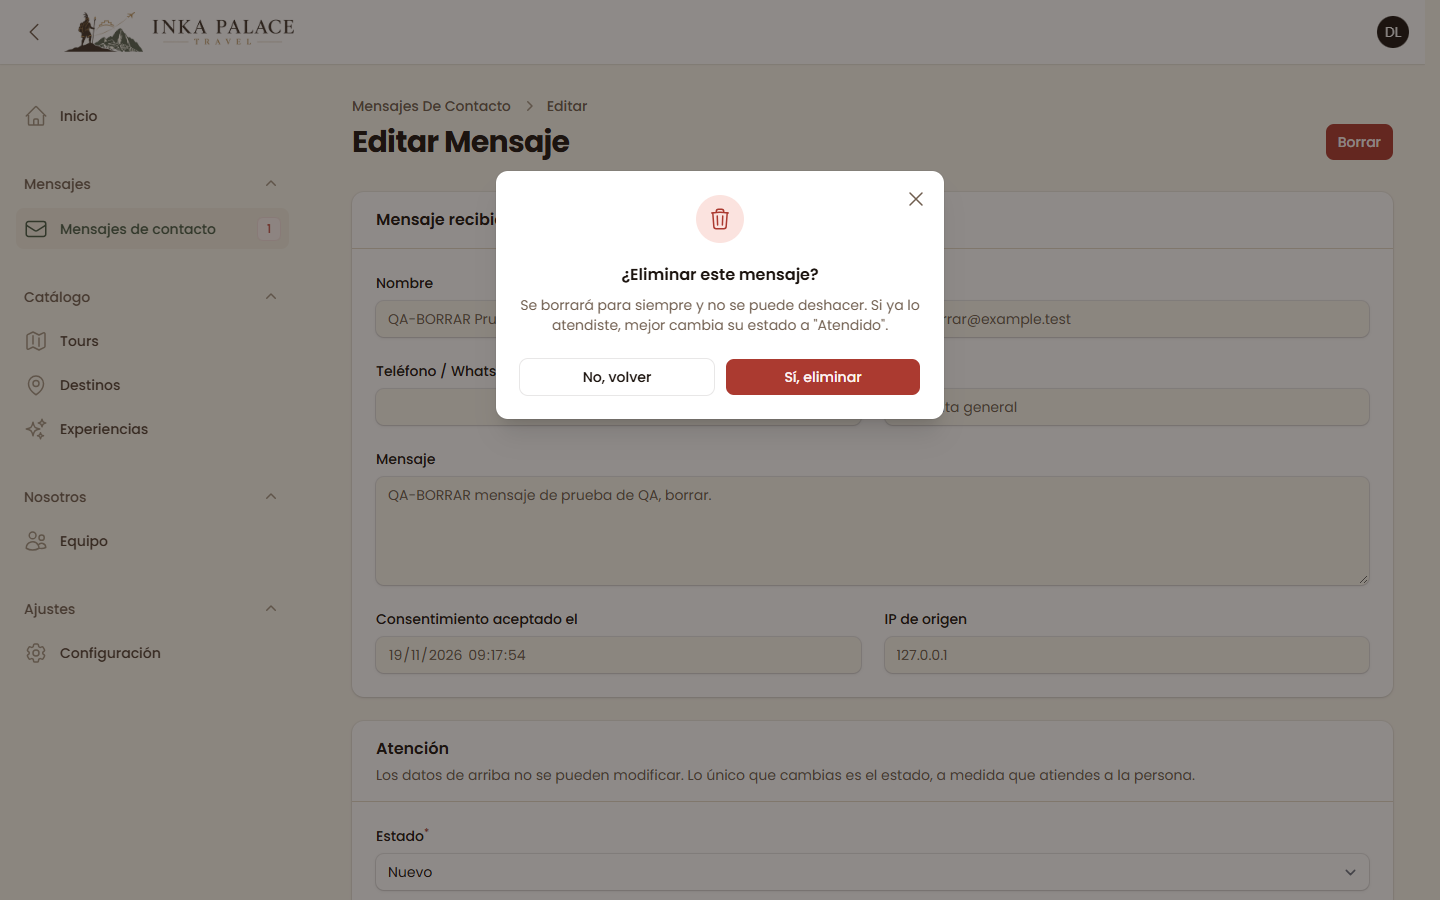 INKA PALACE
TRAVEL
DL
Inicio
Mensajes
Mensajes de contacto
1
Catálogo
Tours
Destinos
Experiencias
Nosotros
Equipo
Ajustes
Configuración
Mensajes De Contacto > Editar
Editar Mensaje
Borrar
Mensaje recibi
Nombre
QA-BORRAR Pru
rrar@example.test
Teléfono / Whats
ta general
Mensaje
QA-BORRAR mensaje de prueba de QA, borrar.
Consentimiento aceptado el
19/11/2026 09:17:54
IP de origen
127.0.0.1
Atención
Los datos de arriba no se pueden modificar. Lo único que cambias es el estado, a medida que atiendes a la persona.
Estado*
Nuevo
¿Eliminar este mensaje?
Se borrará para siempre y no se puede deshacer. Si ya lo
atendiste, mejor cambia su estado a "Atendido".
No, volver
Sí, eliminar